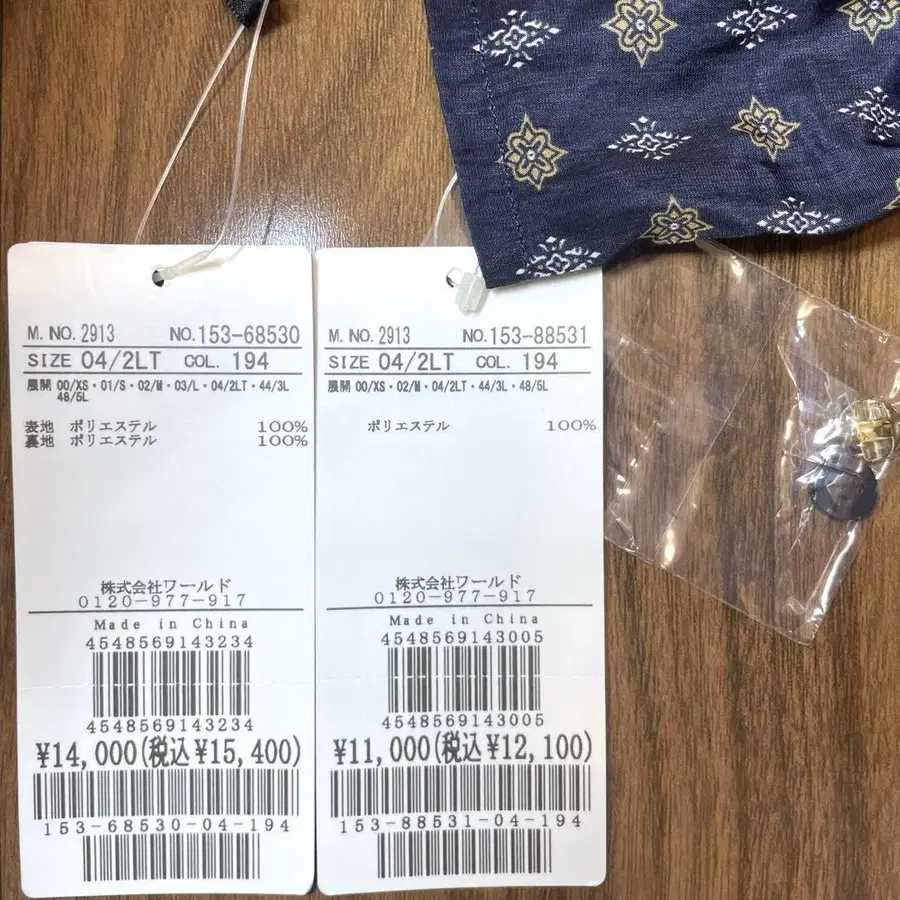 M. NO. 2913 NO. 153-68530
SIZE 04/2LT COL. 194
展開 00/XS・01/S・02/M・03/L・04/2LT・44/3L
48/5L
表地 ポリエステル 100%
裏地 ポリエステル 100%
株式会社ワールド
0120-977-917
Made in China
4548569143234
4548569143234
¥14,000(税込¥15,400)
153-68530-04-194
M. NO. 2913 NO. 153-88531
SIZE 04/2LT COL. 194
展開 00/XS・02/M・04/2LT・44/3L・48/5L
ポリエステル 100%
株式会社ワールド
0120-977-917
Made in China
4548569143005
4548569143005
¥11,000(税込¥12,100)
153-88531-04-194